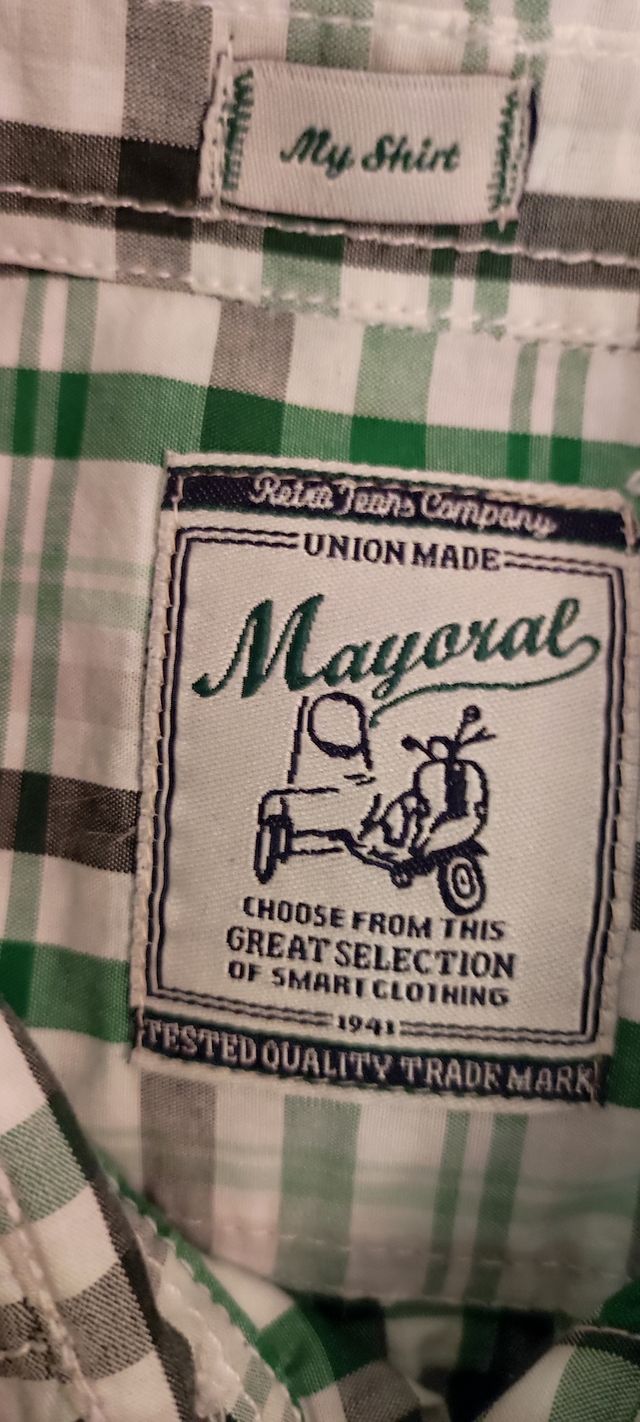 My Shirt
Retro Jeans Company
UNION MADE
Mayoral
CHOOSE FROM THIS
GREAT SELECTION
OF SMART CLOTHING
1941
TESTED QUALITY TRADE MARK